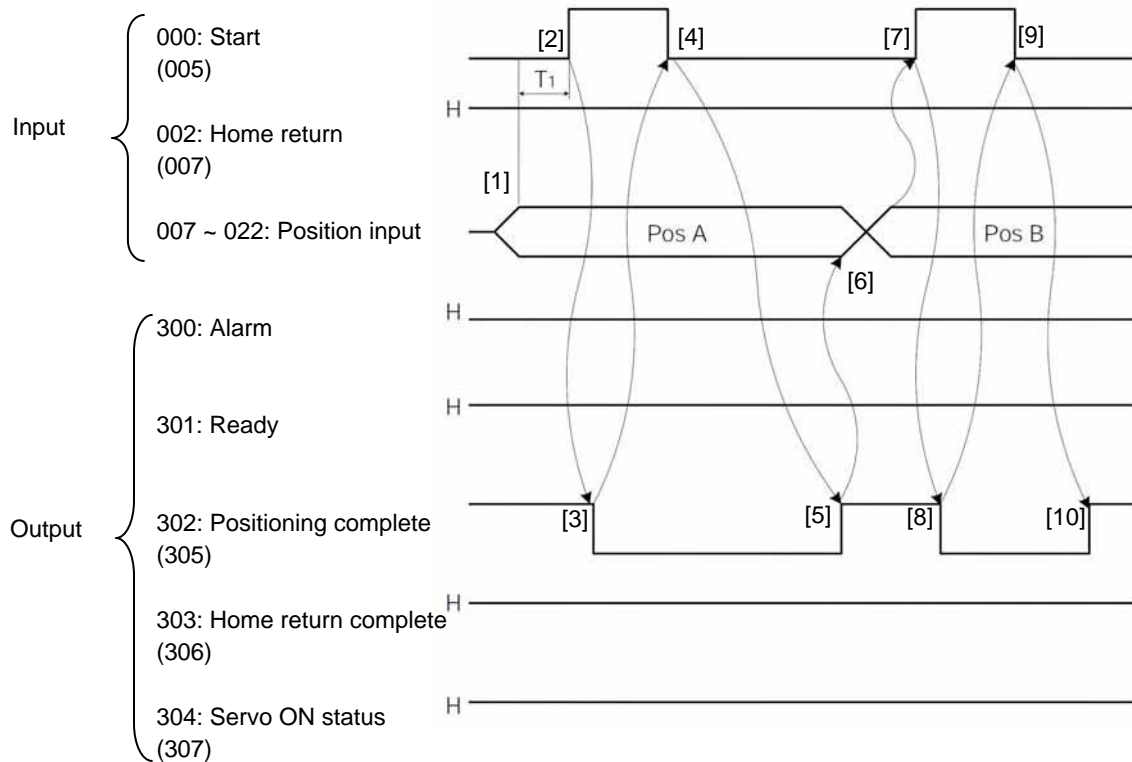 Input
000: Start
(005)
002: Home return
(007)
007 ~ 022: Position input
Output
300: Alarm
301: Ready
302: Positioning complete
(305)
303: Home return complete
(306)
304: Servo ON status
(307)
[2] [4] [7] [9]
T1
H
[1]
Pos A Pos B
[6]
H
H
[3] [5] [8] [10]
H
H